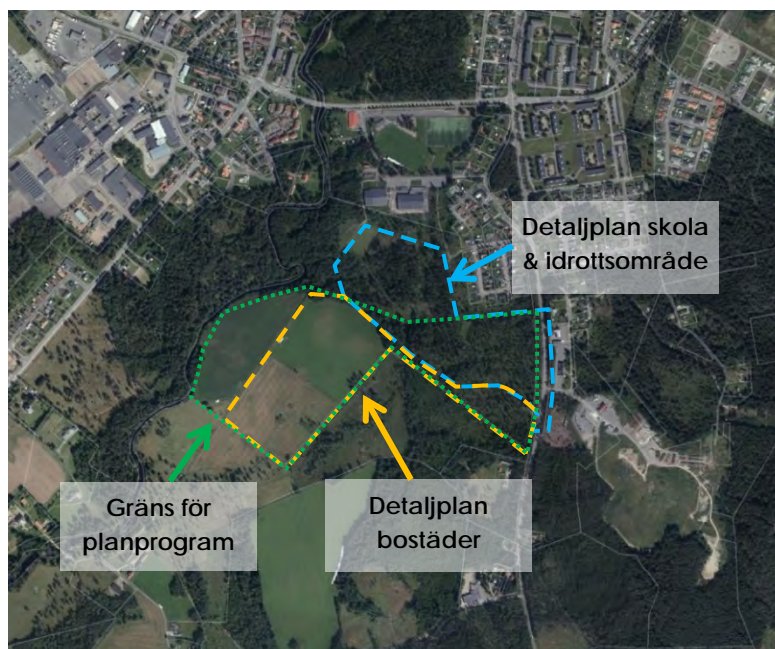 Detaljplan skola
& idrottsområde
Gräns för
planprogram
Detaljplan
bostäder